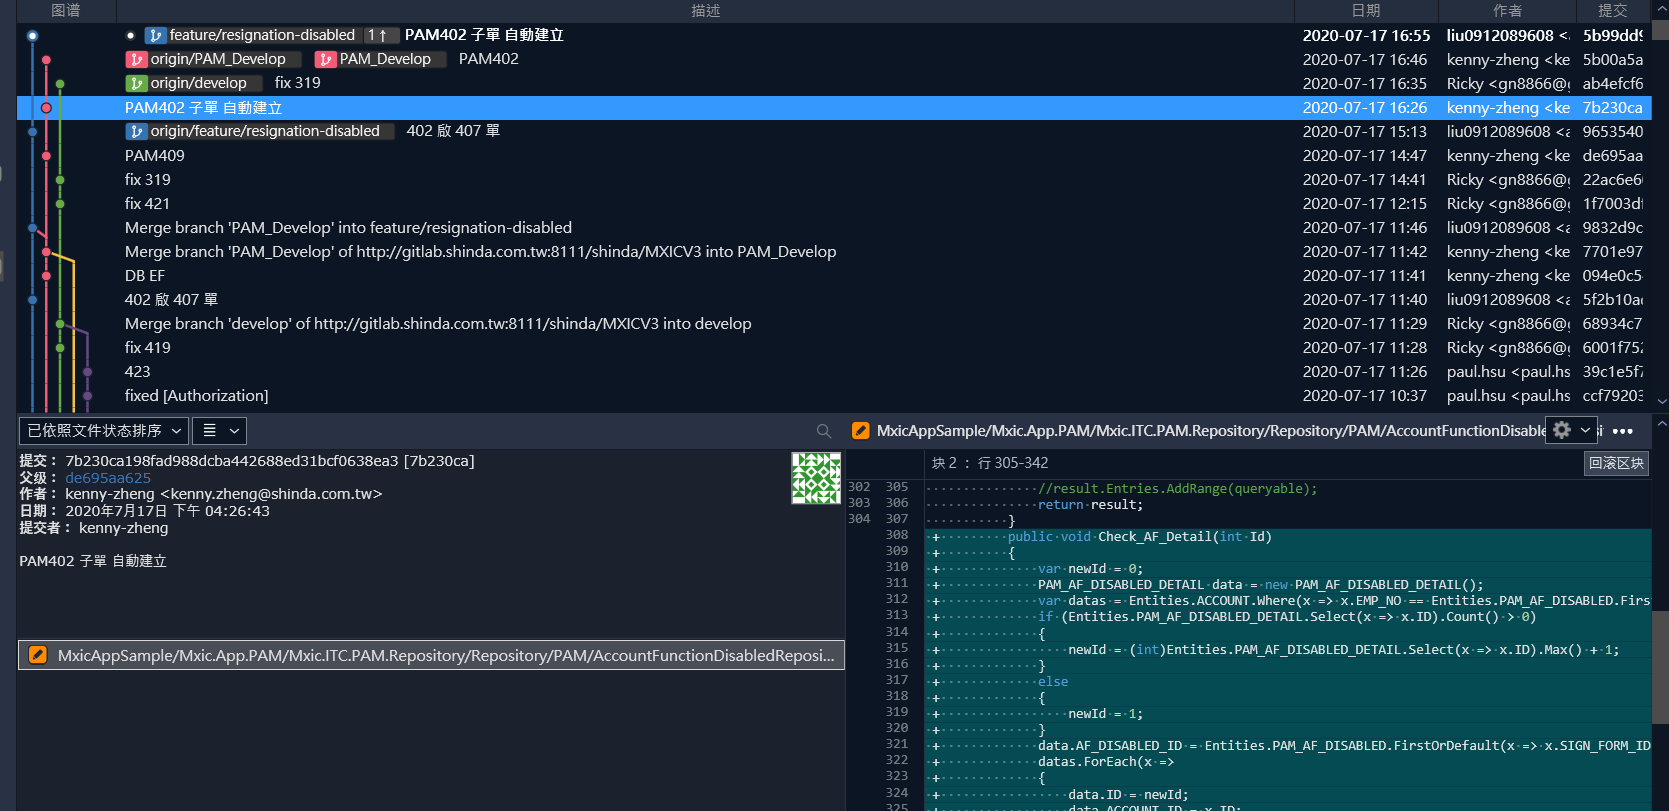 图谱 描述 日期 作者 提交
feature/resignation-disabled 1↑ PAM402 子單 自動建立 2020-07-17 16:55 liu0912089608 <a 5b99dd9
origin/PAM_Develop PAM_Develop PAM402 2020-07-17 16:46 kenny-zheng <ke 5b00a5a
origin/develop fix 319 2020-07-17 16:35 Ricky <gn8866@g ab4efcf6
PAM402 子單 自動建立 2020-07-17 16:26 kenny-zheng <ke 7b230ca
origin/feature/resignation-disabled 402 啟 407 單 2020-07-17 15:13 liu0912089608 <a 9653540
PAM409 2020-07-17 14:47 kenny-zheng <ke de695aa
fix 319 2020-07-17 14:41 Ricky <gn8866@g 22ac6e6
fix 421 2020-07-17 12:15 Ricky <gn8866@g 1f7003df
Merge branch 'PAM_Develop' into feature/resignation-disabled 2020-07-17 11:46 liu0912089608 <a 9832d9c
Merge branch 'PAM_Develop' of http://gitlab.shinda.com.tw:8111/shinda/MXICV3 into PAM_Develop 2020-07-17 11:42 kenny-zheng <ke 7701e97
DB EF 2020-07-17 11:41 kenny-zheng <ke 094e0c5
402 啟 407 單 2020-07-17 11:40 liu0912089608 <a 5f2b10a
Merge branch 'develop' of http://gitlab.shinda.com.tw:8111/shinda/MXICV3 into develop 2020-07-17 11:29 Ricky <gn8866@g 68934c7
fix 419 2020-07-17 11:28 Ricky <gn8866@g 6001f752
423 2020-07-17 11:26 paul.hsu <paul.hs 39c1e5f7
fixed [Authorization] 2020-07-17 10:37 paul.hsu <paul.hs ccf79203
已依照文件状态排序
提交： 7b230ca198fad988dcba442688ed31bcf0638ea3 [7b230ca]
父级： de695aa625
作者： kenny-zheng <kenny.zheng@shinda.com.tw>
日期： 2020年7月17日 下午 04:26:43
提交者： kenny-zheng
PAM402 子單 自動建立
MxicAppSample/Mxic.App.PAM/Mxic.ITC.PAM.Repository/Repository/PAM/AccountFunctionDisabledReposi...
MxicAppSample/Mxic.App.PAM/Mxic.ITC.PAM.Repository/Repository/PAM/AccountFunctionDisable si •••
块 2 ：行 305-342 回滚区块
302 305 //result.Entries.AddRange(queryable);
303 306 return result;
304 307 }
308 + public void Check_AF_Detail(int Id)
309 + {
310 + var newId = 0;
311 + PAM_AF_DISABLED_DETAIL data = new PAM_AF_DISABLED_DETAIL();
312 + var datas = Entities.ACCOUNT.Where(x => x.EMP_NO == Entities.PAM_AF_DISABLED.Firs
313 + if (Entities.PAM_AF_DISABLED_DETAIL.Select(x => x.ID).Count() > 0)
314 + {
315 + newId = (int)Entities.PAM_AF_DISABLED_DETAIL.Select(x => x.ID).Max() + 1;
316 + }
317 + else
318 + {
319 + newId = 1;
320 + }
321 + data.AF_DISABLED_ID = Entities.PAM_AF_DISABLED.FirstOrDefault(x => x.SIGN_FORM_ID
322 + datas.ForEach(x =>
323 + {
324 + data.ID = newId;
325 + data.ACCOUNT_ID = x.ID;